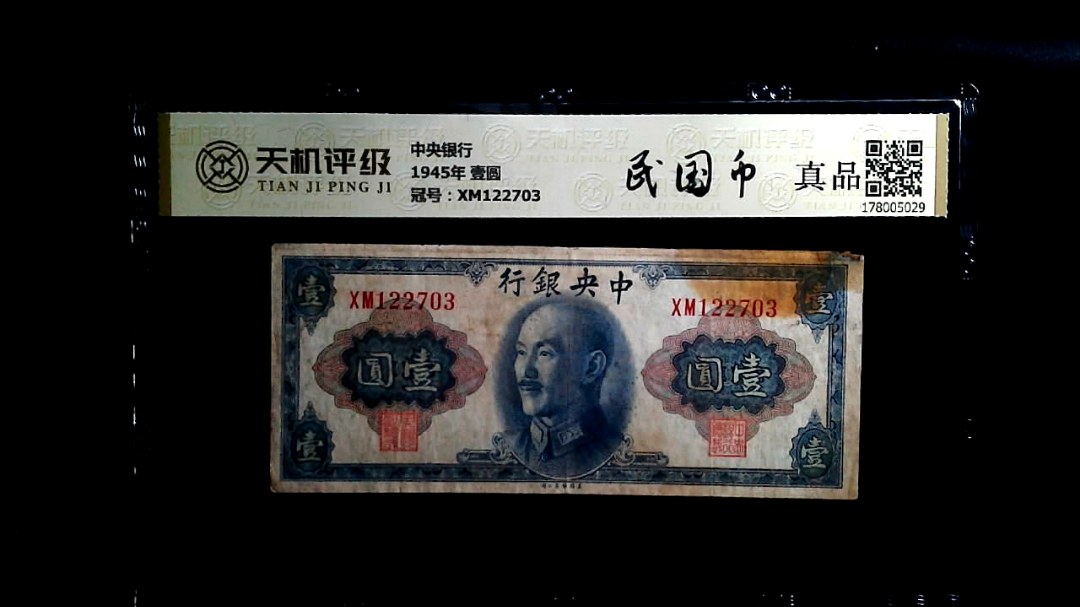 天机评级
TIAN JI PING JI
中央银行
1945年 壹圆
冠号：XM122703
民国币
真品
178005029
行銀央中
壹
壹
XM122703
XM122703
圓壹
圓壹
壹
壹